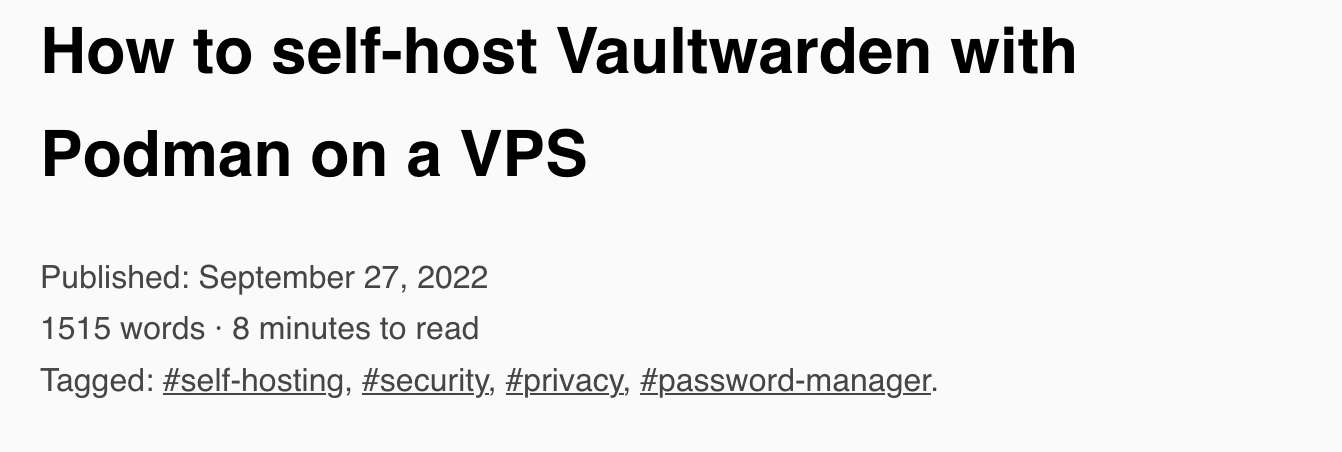 How to self-host Vaultwarden with
Podman on a VPS
Published: September 27, 2022
1515 words · 8 minutes to read
Tagged: #self-hosting, #security, #privacy, #password-manager.